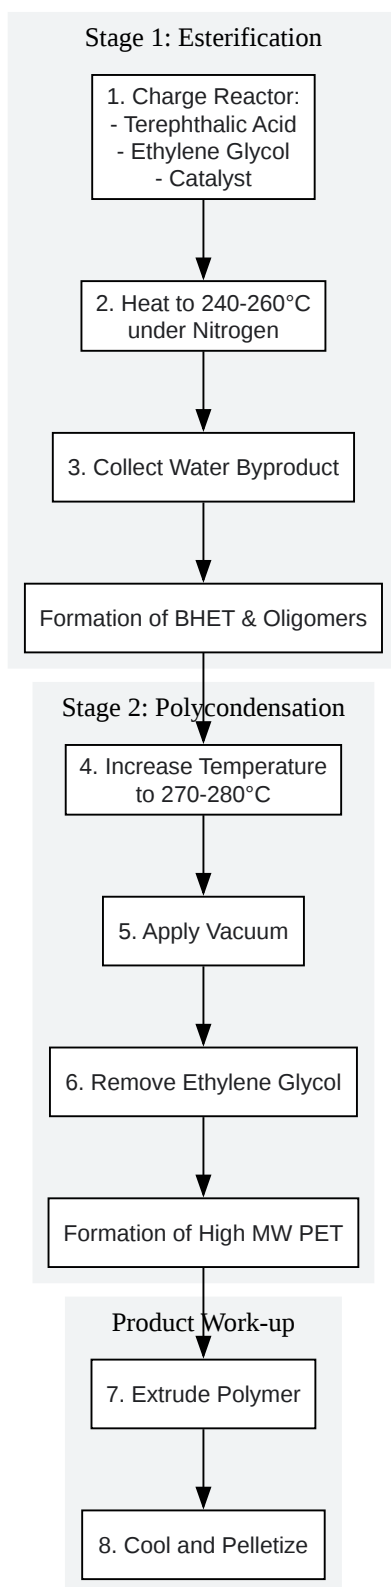 Stage 1: Esterification
1. Charge Reactor:
- Terephthalic Acid
- Ethylene Glycol
- Catalyst
2. Heat to 240-260°C
under Nitrogen
3. Collect Water Byproduct
Formation of BHET & Oligomers
Stage 2: Polycondensation
4. Increase Temperature
to 270-280°C
5. Apply Vacuum
6. Remove Ethylene Glycol
Formation of High MW PET
Product Work-up
7. Extrude Polymer
8. Cool and Pelletize